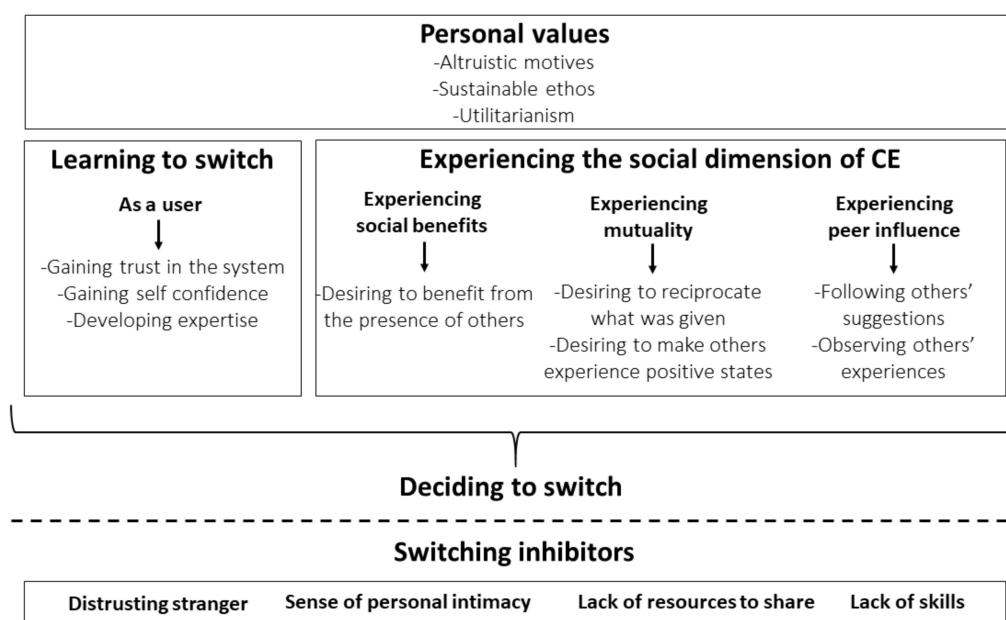 Personal values
-Altruistic motives
-Sustainable ethos
-Utilitarianism
Learning to switch
As a user
-Gaining trust in the system
-Gaining self confidence
-Developing expertise
Experiencing the social dimension of CE
Experiencing
social benefits
-Desiring to benefit from
the presence of others
Experiencing
mutuality
-Desiring to reciprocate
what was given
-Desiring to make others
experience positive states
Experiencing
peer influence
-Following others’
suggestions
-Observing others’
experiences
Deciding to switch
Switching inhibitors
Distrusting stranger
Sense of personal intimacy
Lack of resources to share
Lack of skills